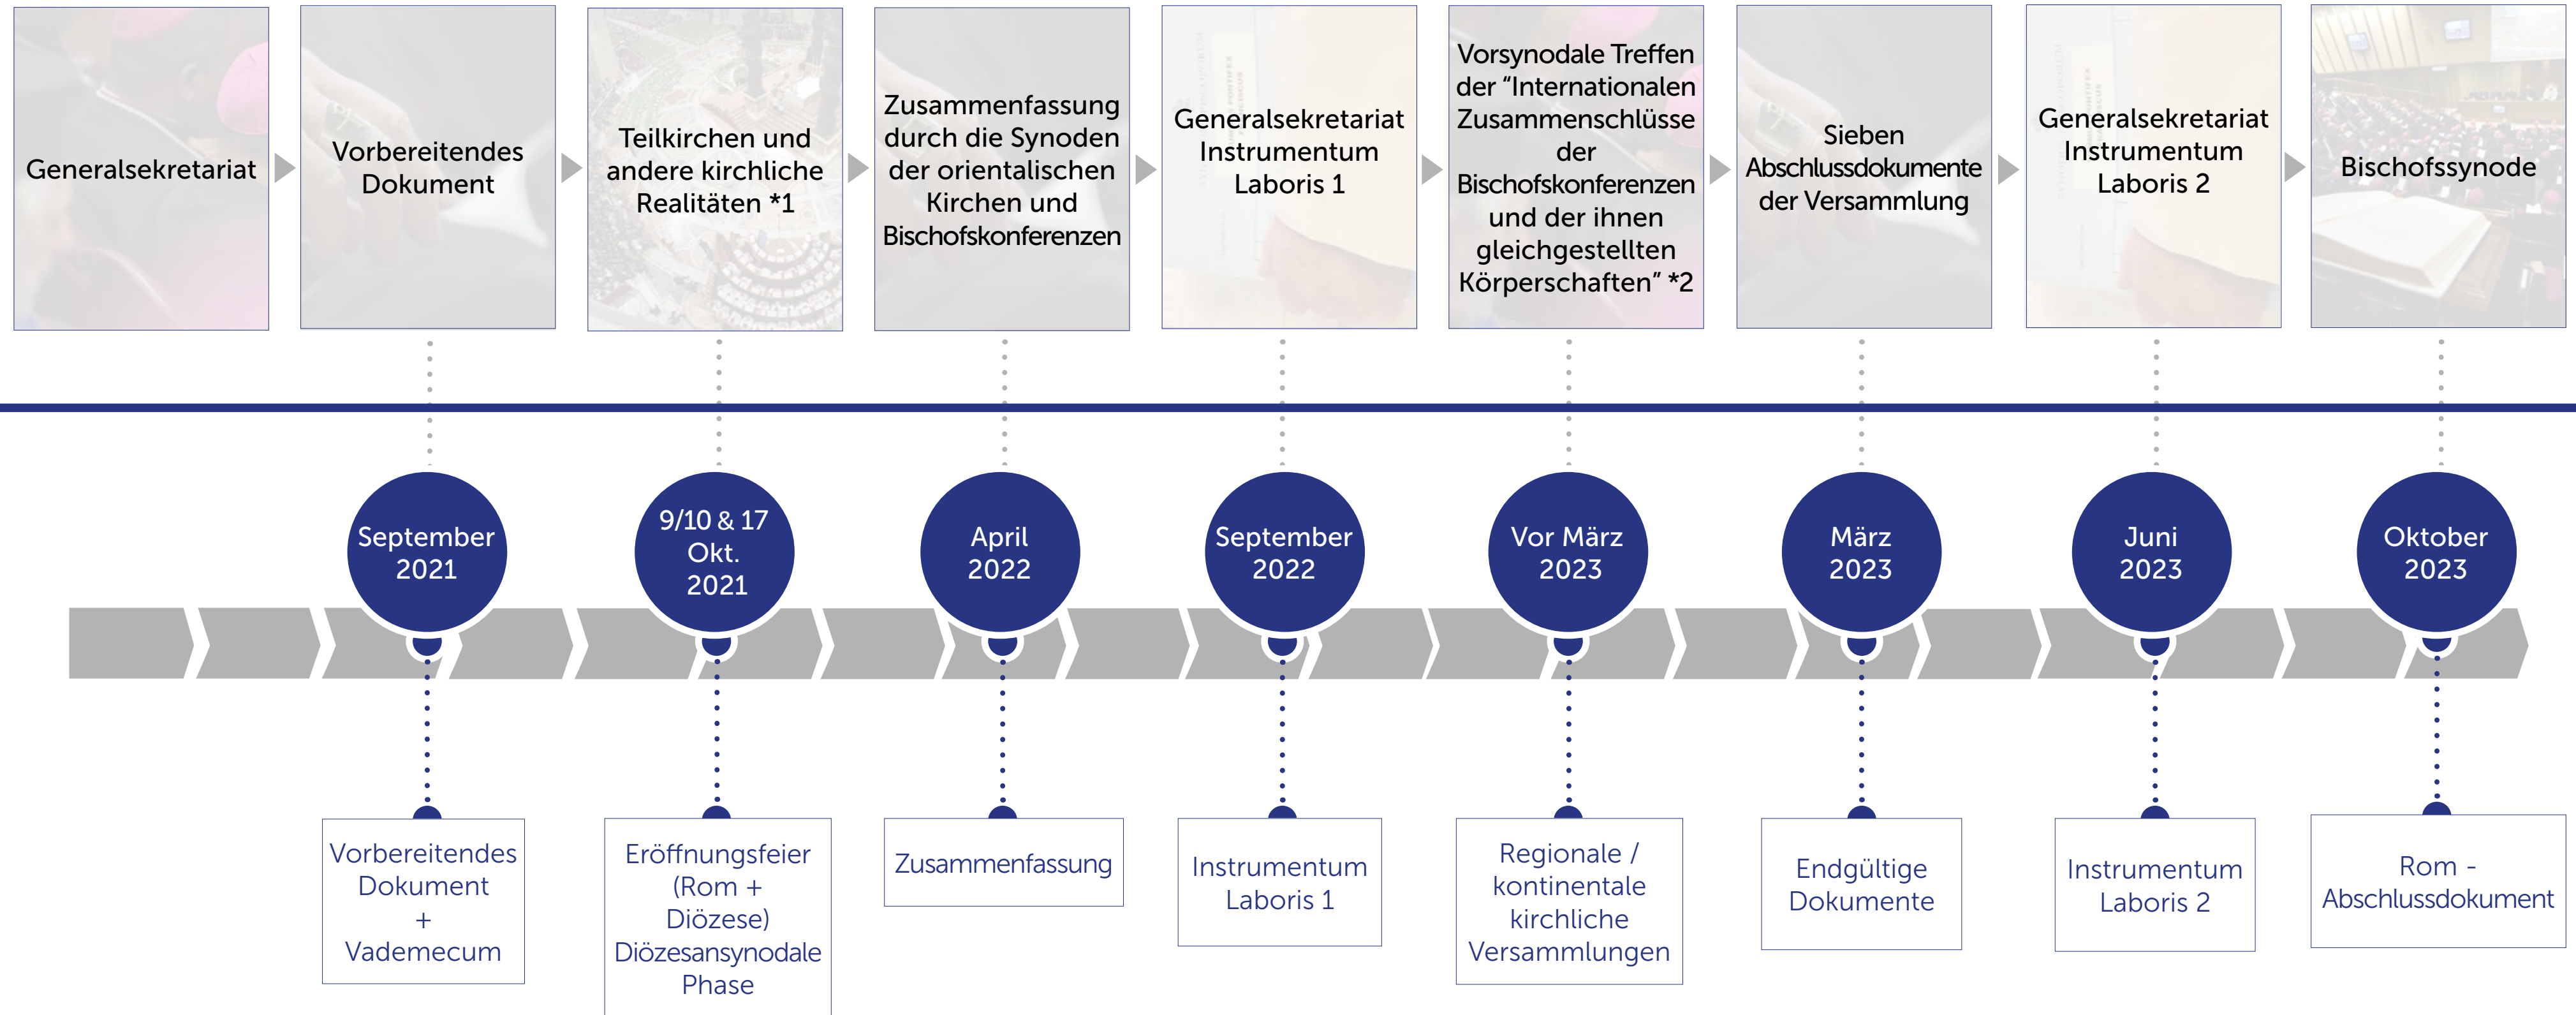 Generalsekretariat
Vorbereitendes
Dokument
Teilkirchen und
andere kirchliche
Realitäten *1
Zusammenfassung
durch die Synoden
der orientalischen
Kirchen und
Bischofskonferenzen
Generalsekretariat
Instrumentum
Laboris 1
Vorsynodale Treffen
der “Internationalen
Zusammenschlüsse
der
Bischofskonferenzen
und der ihnen
gleichgestellten
Körperschaften” *2
Sieben
Abschlussdokumente
der Versammlung
Generalsekretariat
Instrumentum
Laboris 2
Bischofssynode
September
2021
9/10 & 17
Okt.
2021
April
2022
September
2022
Vor März
2023
März
2023
Juni
2023
Oktober
2023
Vorbereitendes
Dokument
+
Vademecum
Eröffnungsfeier
(Rom +
Diözese)
Diözesansynodale
Phase
Zusammenfassung
Instrumentum
Laboris 1
Regionale /
kontinentale
kirchliche
Versammlungen
Endgültige
Dokumente
Instrumentum
Laboris 2
Rom -
Abschlussdokument